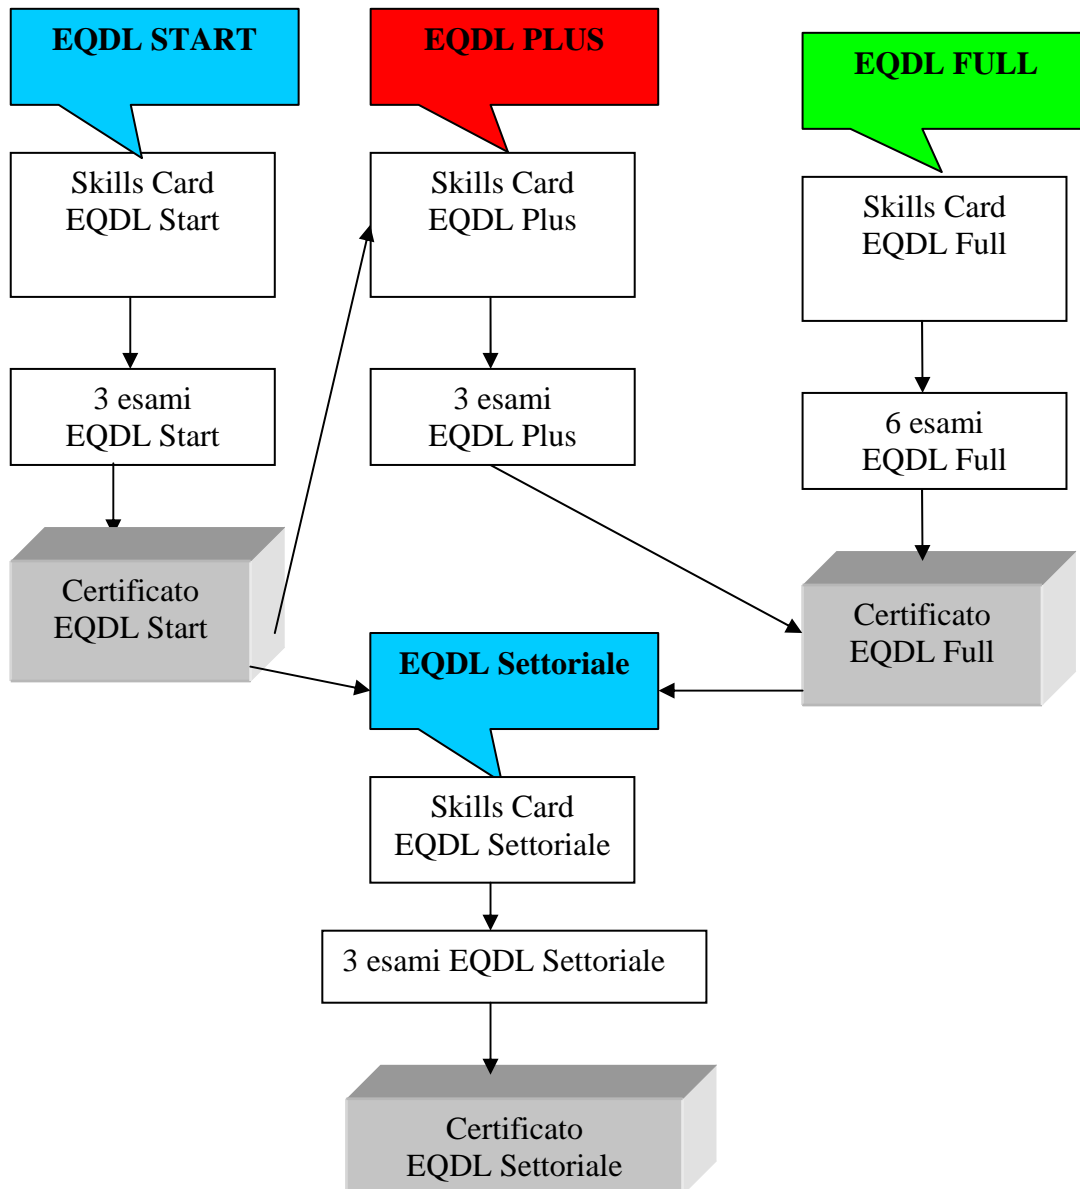 EQDL START
EQDL PLUS
EQDL FULL
Skills Card
EQDL Start
Skills Card
EQDL Plus
Skills Card
EQDL Full
3 esami
EQDL Start
3 esami
EQDL Plus
6 esami
EQDL Full
Certificato
EQDL Start
Certificato
EQDL Full
EQDL Settoriale
Skills Card
EQDL Settoriale
3 esami EQDL Settoriale
Certificato
EQDL Settoriale